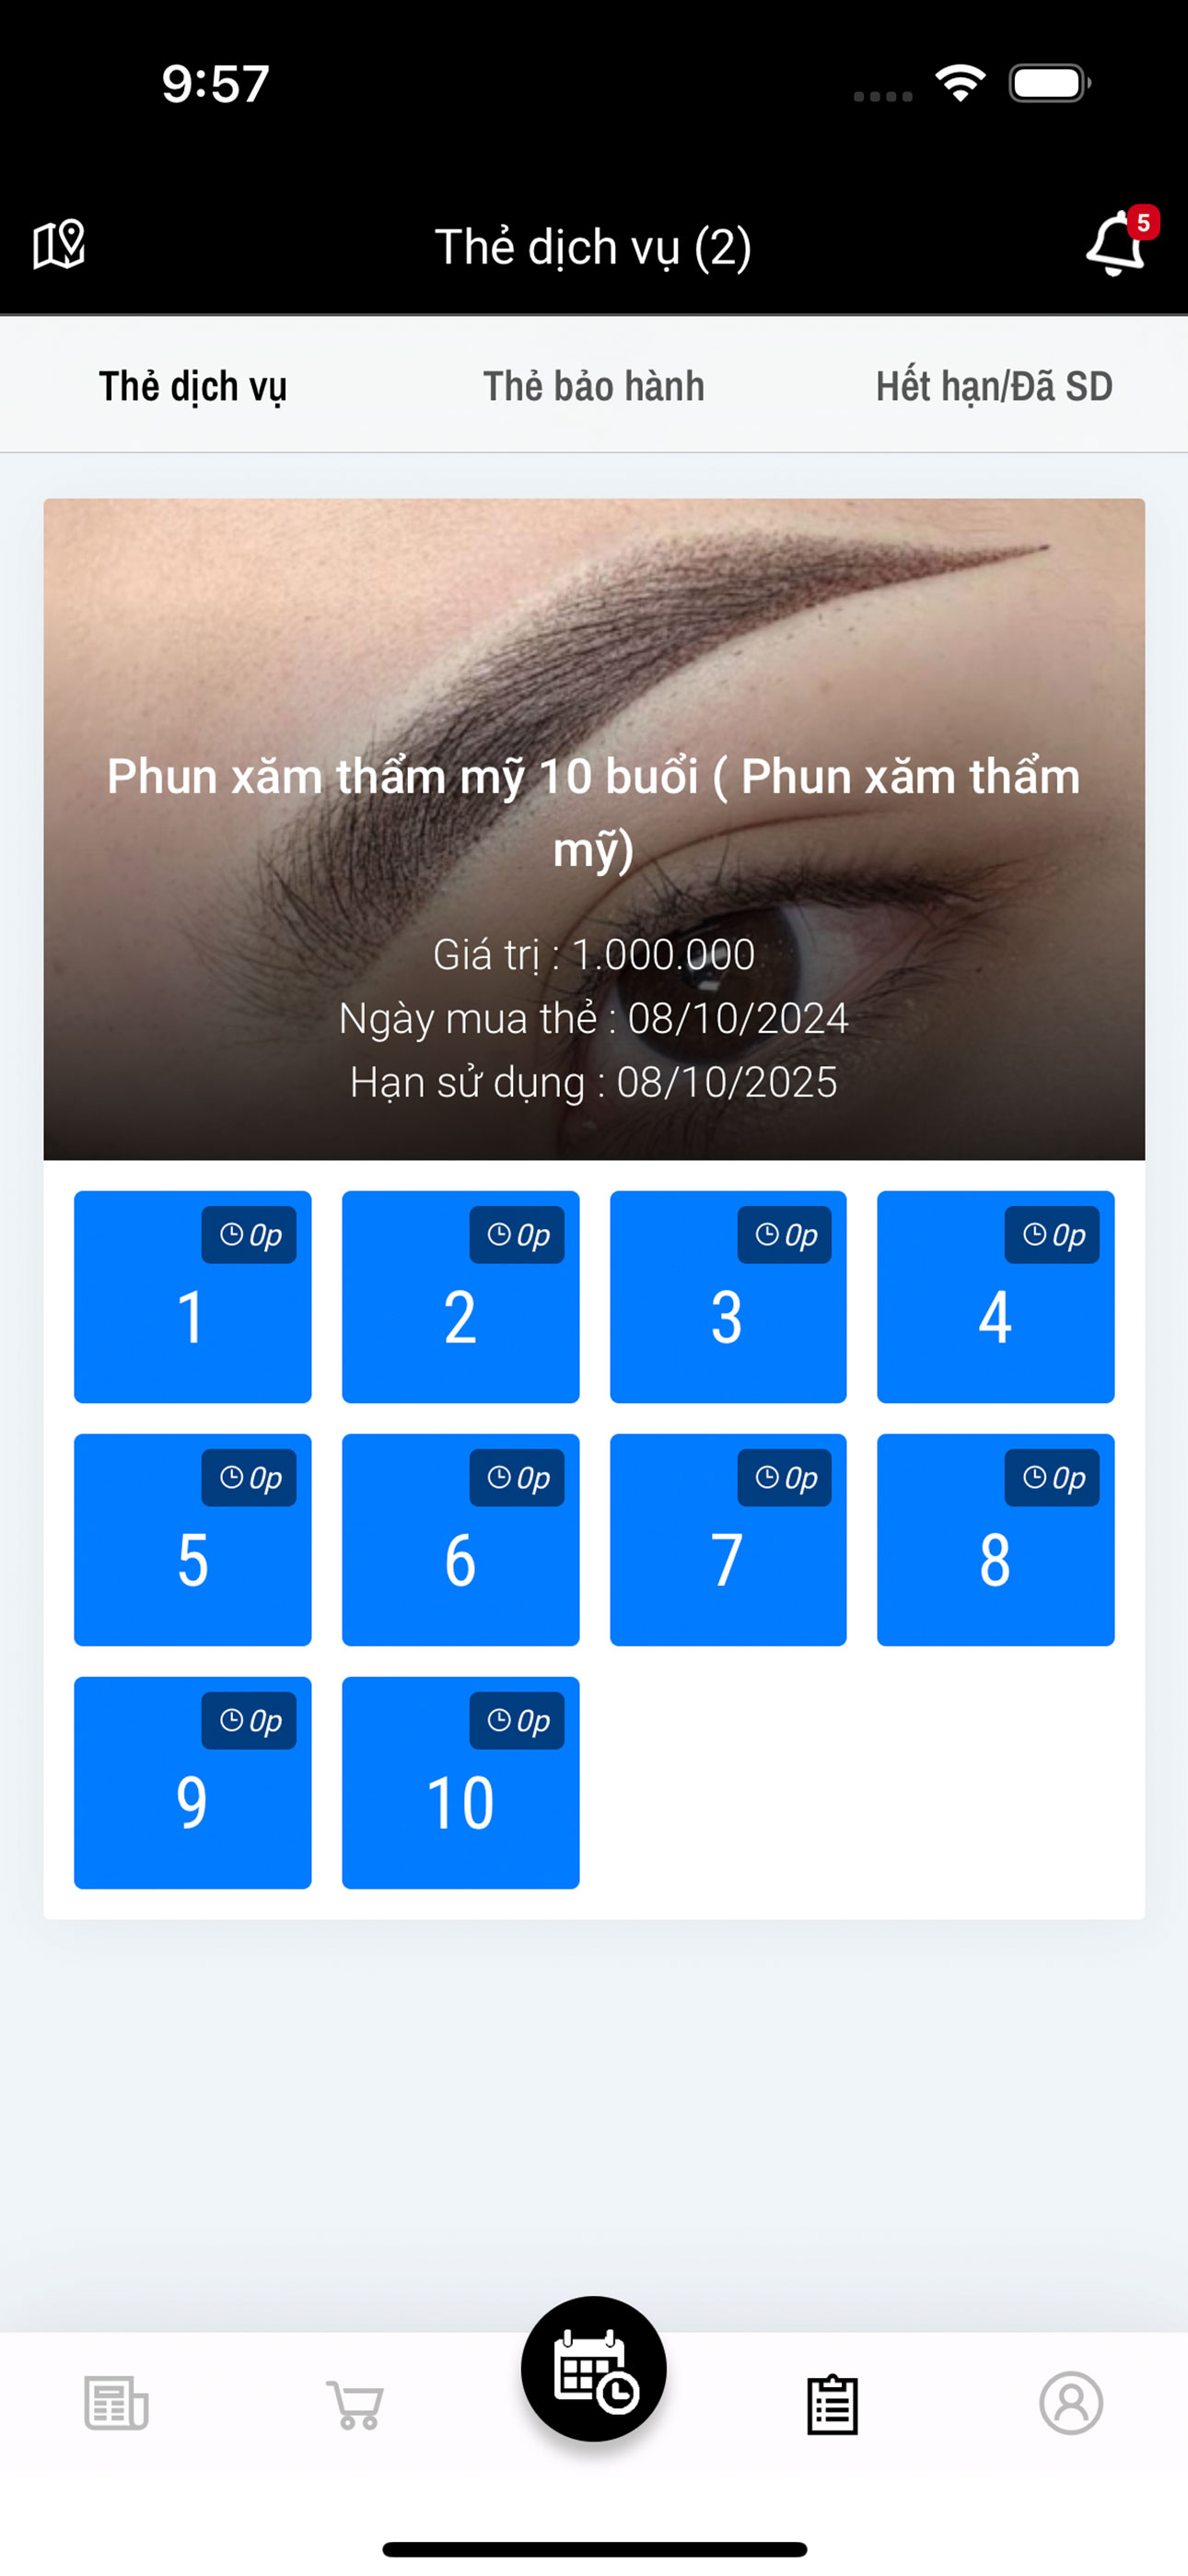 9:57
Thẻ dịch vụ (2)
5
Thẻ dịch vụ
Thẻ bảo hành
Hết hạn/Đã SD
Phun xăm thẩm mỹ 10 buổi ( Phun xăm thẩm
mỹ)
Giá trị : 1.000.000
Ngày mua thẻ : 08/10/2024
Hạn sử dụng : 08/10/2025
0p
1
0p
2
0p
3
0p
4
0p
5
0p
6
0p
7
0p
8
0p
9
0p
10